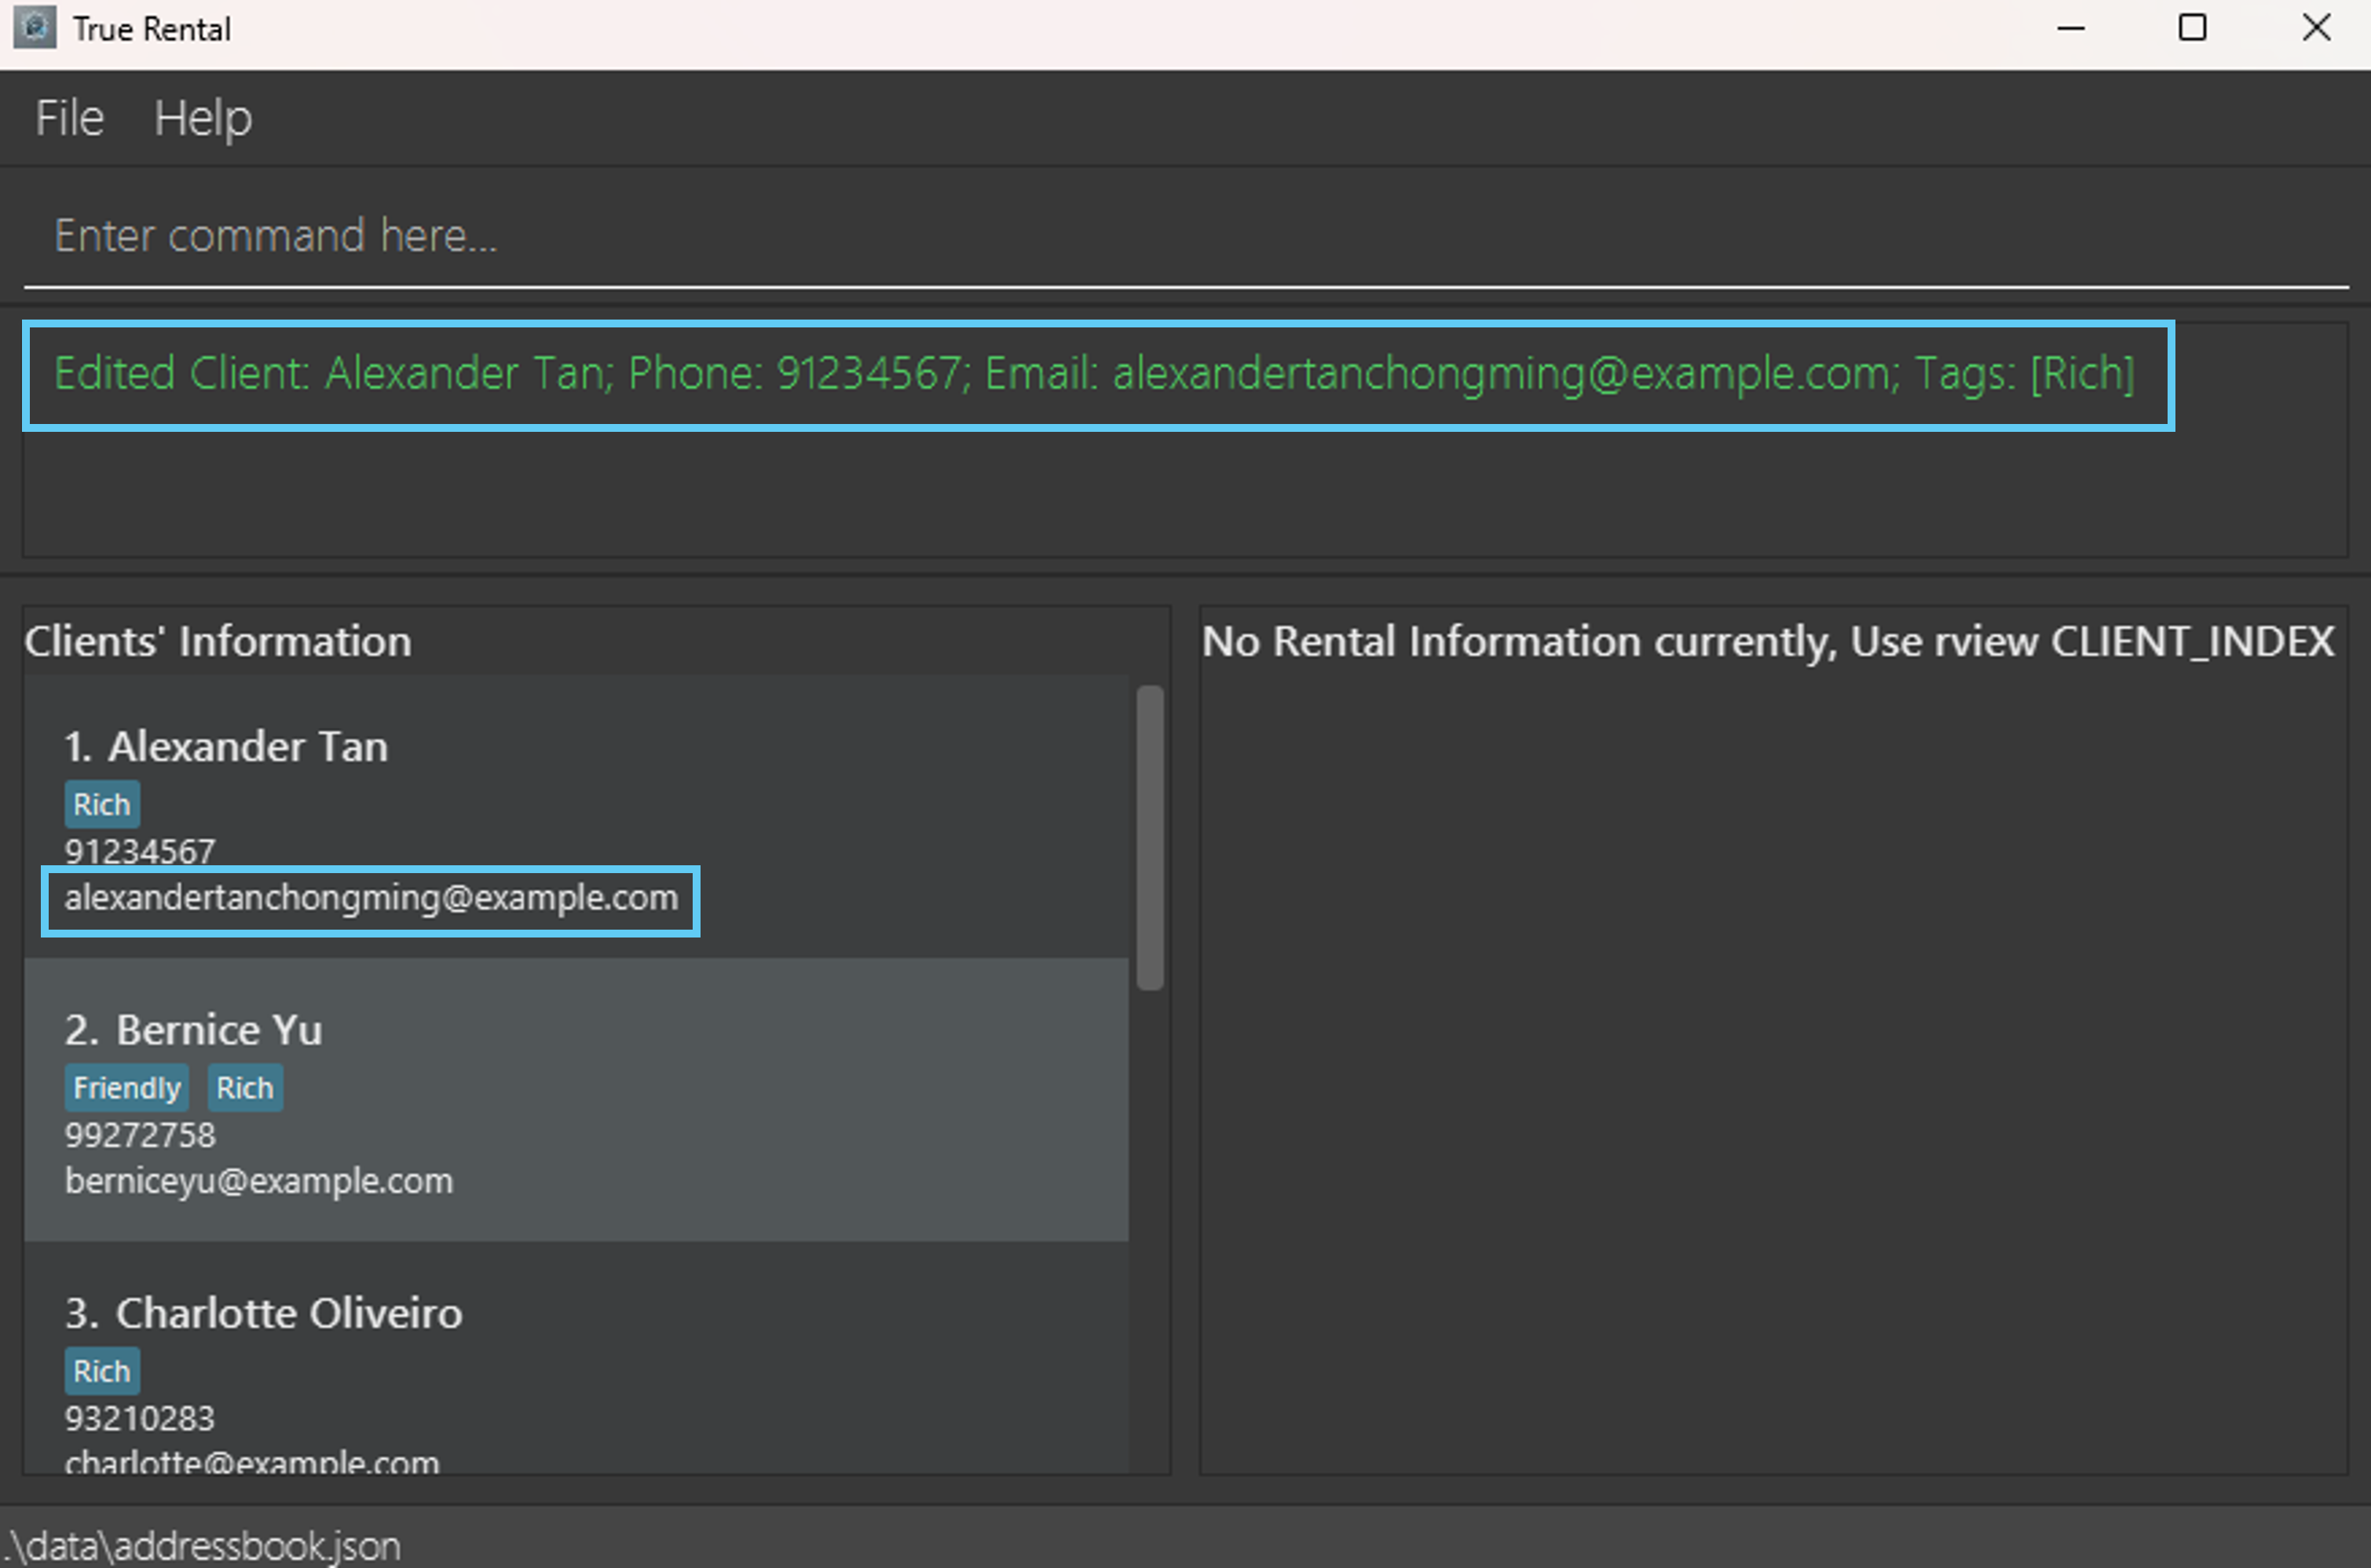 True Rental
File Help
Enter command here...
Edited Client: Alexander Tan; Phone: 91234567; Email: alexandertanchongming@example.com; Tags: [Rich]
Clients' Information
1. Alexander Tan
Rich
91234567
alexandertanchongming@example.com
2. Bernice Yu
Friendly Rich
99272758
berniceyu@example.com
3. Charlotte Oliveiro
Rich
93210283
charlotte@example.com
No Rental Information currently, Use rview CLIENT_INDEX
.\data\addressbook.json